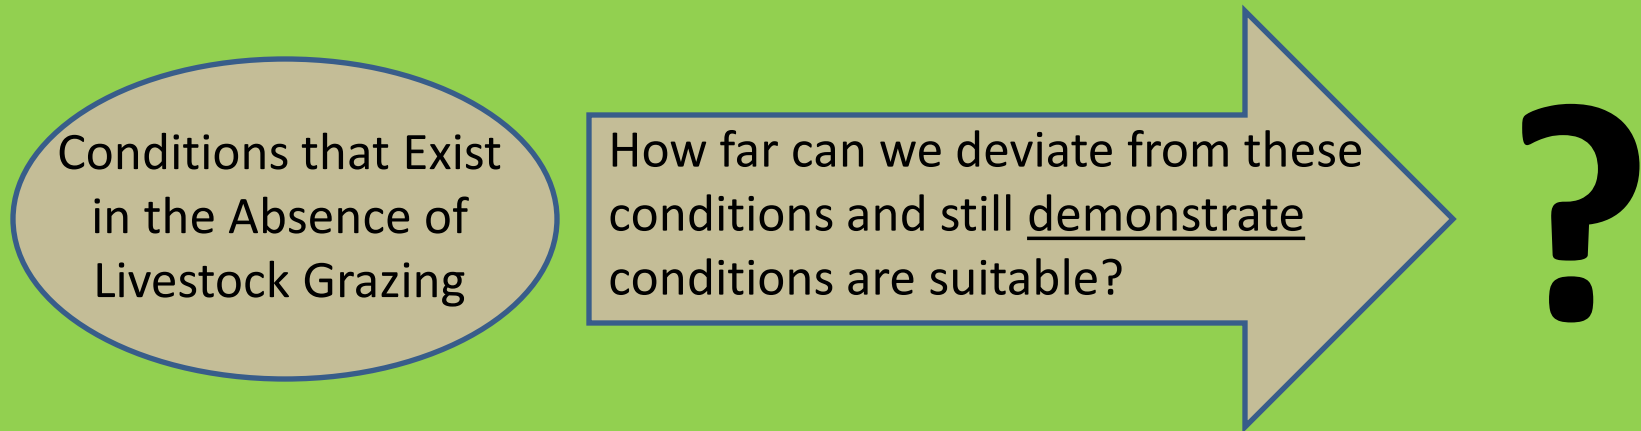 Conditions that Exist
in the Absence of
Livestock Grazing
How far can we deviate from these
conditions and still demonstrate
conditions are suitable?
?